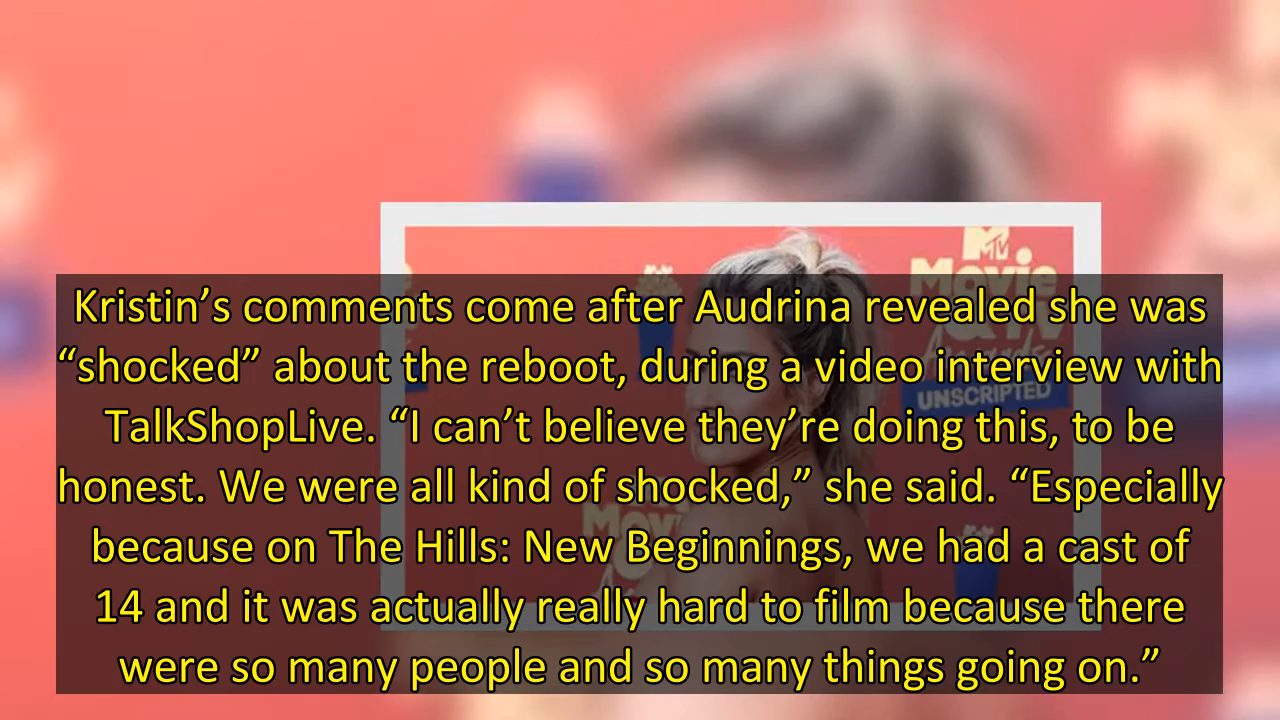 MTV
Movie
UNSCRIPTED
Kristin’s comments come after Audrina revealed she was
“shocked” about the reboot, during a video interview with
TalkShopLive. “I can’t believe they’re doing this, to be
honest. We were all kind of shocked,” she said. “Especially
because on The Hills: New Beginnings, we had a cast of
14 and it was actually really hard to film because there
were so many people and so many things going on.”